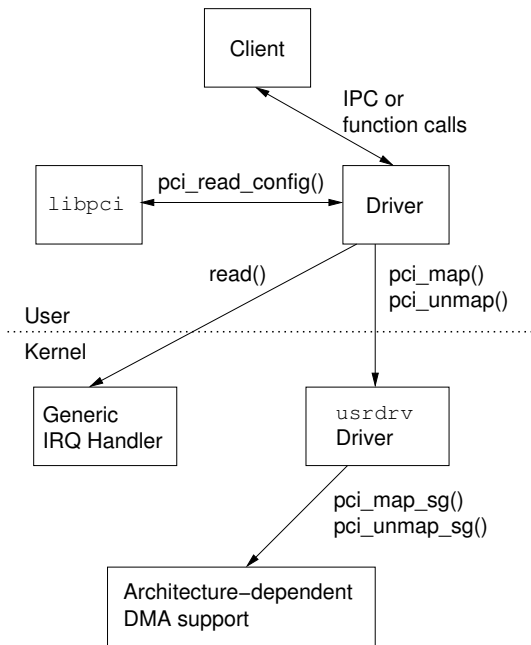 Client
IPC or
function calls
pci_read_config()
libpci
Driver
read()
pci_map()
pci_unmap()
User
Kernel
Generic
IRQ Handler
usrdrv
Driver
pci_map_sg()
pci_unmap_sg()
Architecture−dependent
DMA support